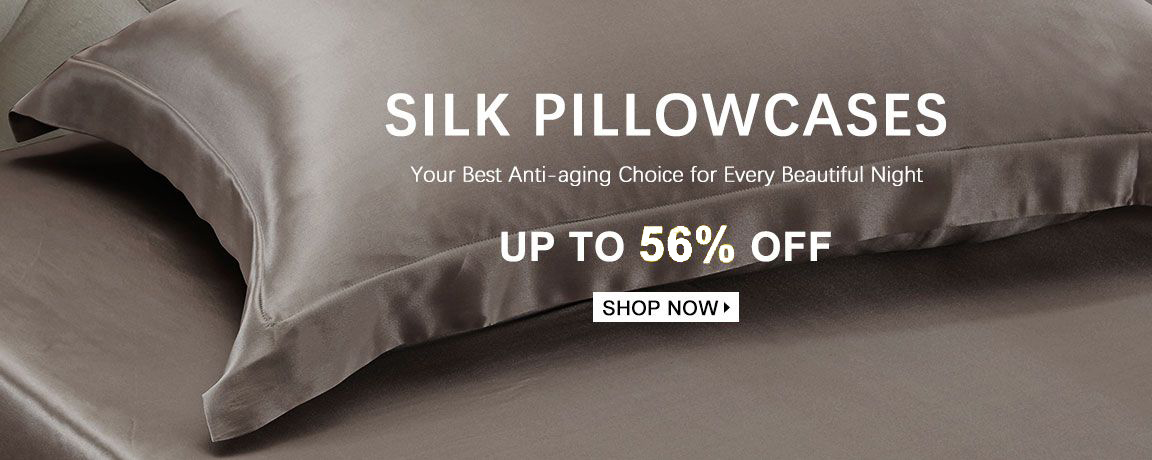 SILK PILLOWCASES
Your Best Anti-aging Choice for Every Beautiful Night
UP TO 56% OFF
SHOP NOW